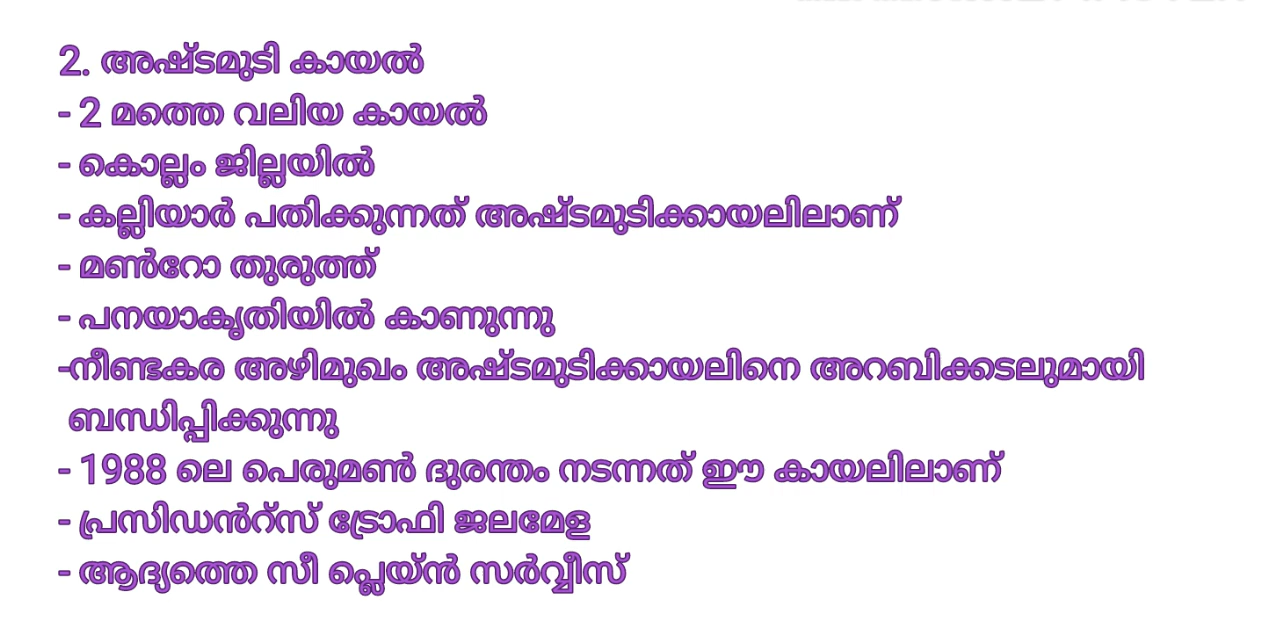 2. അഷ്ടമുടി കായൽ
- 2 മത്തെ വലിയ കായൽ
- കൊല്ലം ജില്ലയിൽ
- കല്ലിയാർ പതിക്കുന്നത് അഷ്ടമുടിക്കായലിലാണ്
- മൺറോ തുരുത്ത്
- പനയാകൃതിയിൽ കാണുന്നു
-നീണ്ടകര അഴിമുഖം അഷ്ടമുടിക്കായലിനെ അറബിക്കടലുമായി
ബന്ധിപ്പിക്കുന്നു
- 1988 ലെ പെരുമൺ ദുരന്തം നടന്നത് ഈ കായലിലാണ്
- പ്രസിഡൻറ്സ് ട്രോഫി ജലമേള
- ആദ്യത്തെ സീ പ്ലെയ്ൻ സർവ്വീസ്